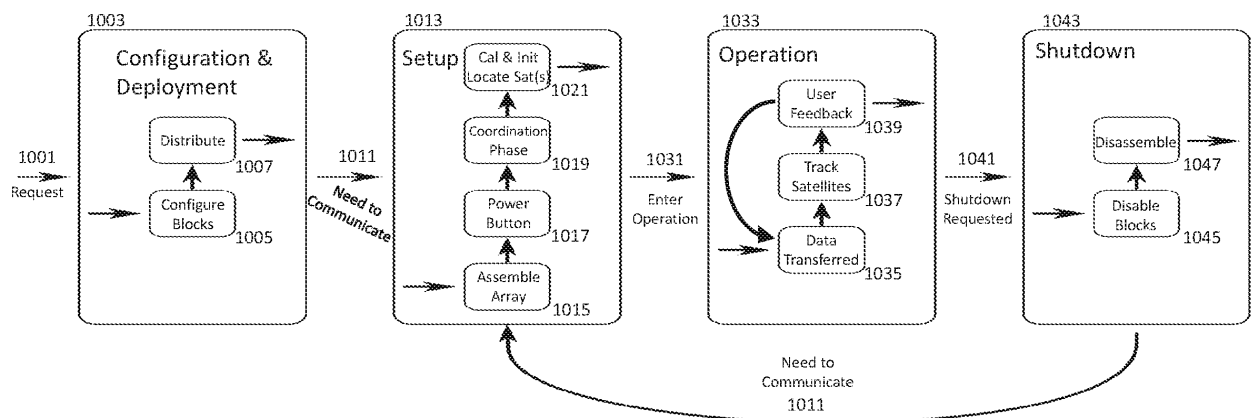 1003
Configuration &
Deployment
Distribute
1007
Configure
Blocks
1005
1001
Request
1011
Need to
Communicate
1013
Setup
Cal & Init
Locate Sat(s)
1021
Coordination
Phase
1019
Power
Button
1017
Assemble
Array
1015
1031
Enter
Operation
1033
Operation
User
Feedback
1039
Track
Satellites
1037
Data
Transferred
1035
1041
Shutdown
Requested
1043
Shutdown
Disassemble
1047
Disable
Blocks
1045
Need to
Communicate
1011